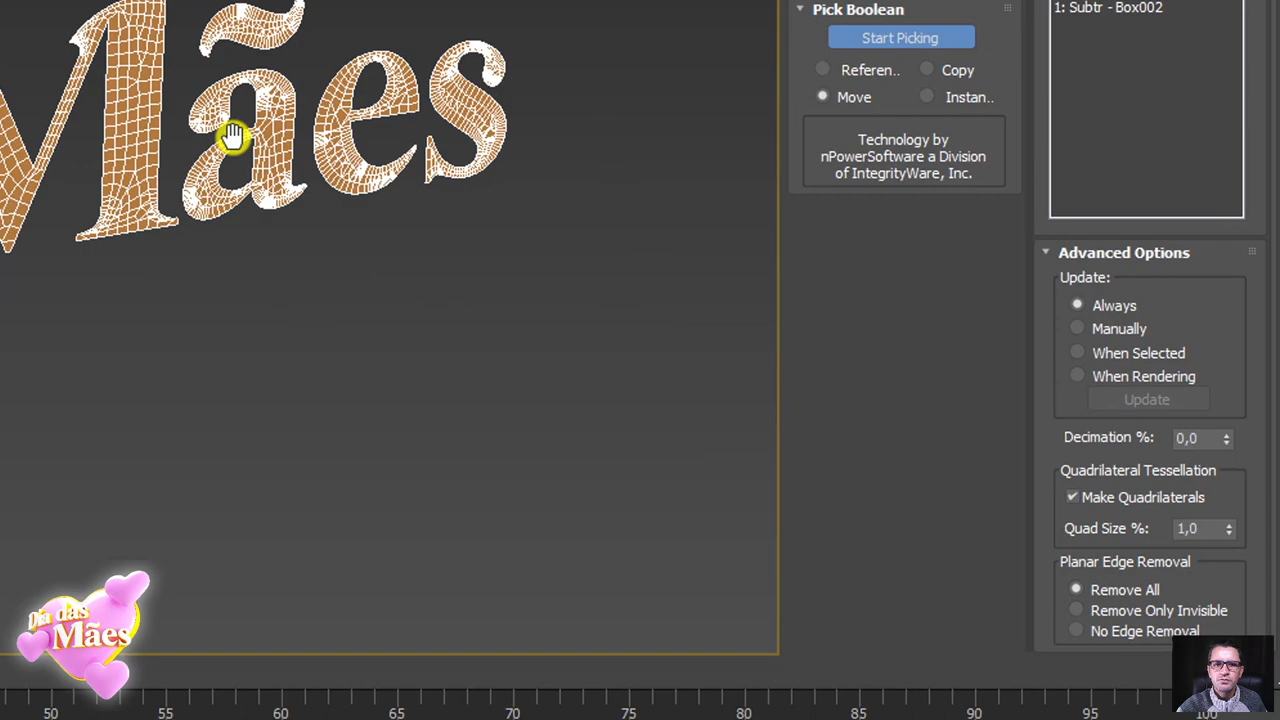 Mães
Pick Boolean
Start Picking
Referen..
Copy
Move
Instan..
Technology by
nPowerSoftware a Division
of IntegrityWare, Inc.
1: Subtr - Box002
Advanced Options
Update:
Always
Manually
When Selected
When Rendering
Update
Decimation %: 0,0
Quadrilateral Tessellation
Make Quadrilaterals
Quad Size %: 1,0
Planar Edge Removal
Remove All
Remove Only Invisible
No Edge Removal
Dia das
Mães
50 55 60 65 70 75 80 85 90 95 100